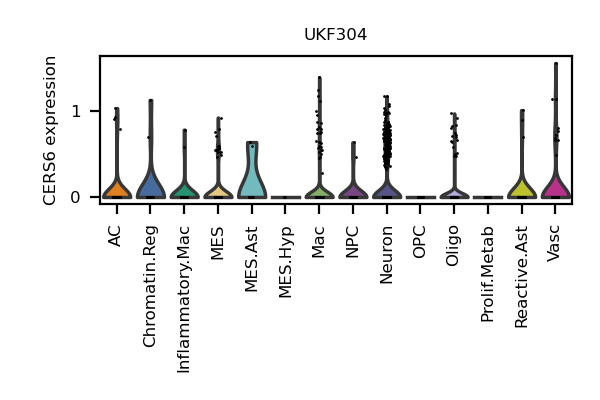 UKF304
CERS6 expression
1
0
AC
Chromatin.Reg
Inflammatory.Mac
MES
MES.Ast
MES.Hyp
Mac
NPC
Neuron
OPC
Oligo
Prolif.Metab
Reactive.Ast
Vasc